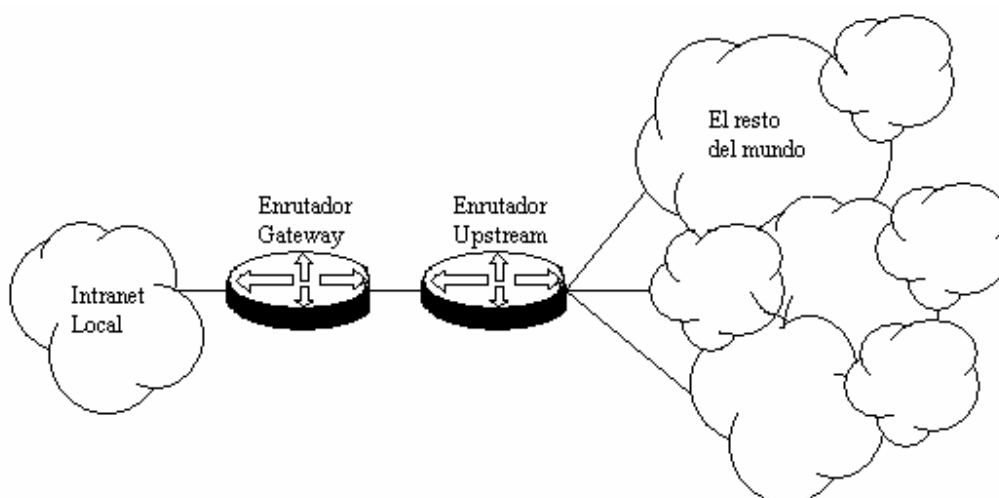 El resto
del mundo
Enrutador
Gateway
Enrutador
Upstream
Intranet
Local